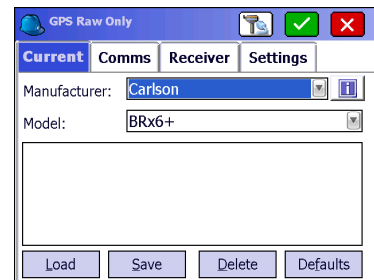 GPS Raw Only
Current Comms Receiver Settings
Manufacturer: Carlson
Model: BRx6+
Load Save Delete Defaults